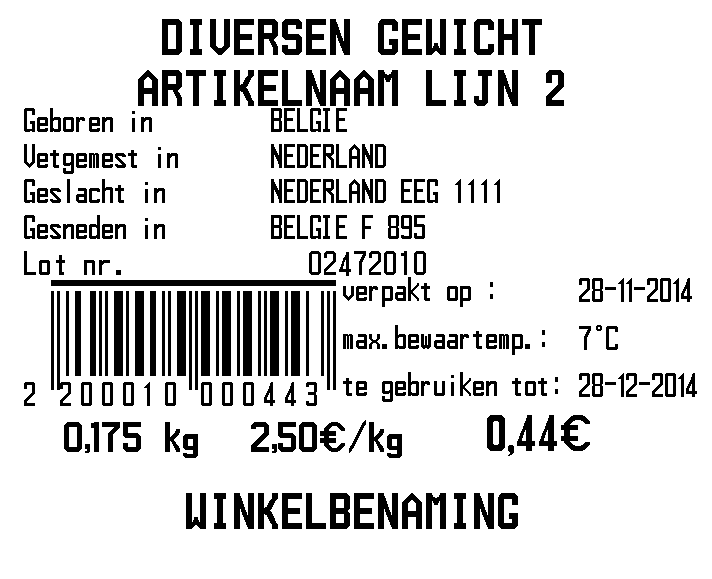 DIVERSEN GEWICHT
ARTIKELNAAM LIJN 2
Geboren in BELGIE
Vetgemest in NEDERLAND
Geslacht in NEDERLAND EEG 1111
Gesneden in BELGIE F 895
Lot nr. 02472010
verpakt op : 28-11-2014
max.bewaartemp.: 7°C
te gebruiken tot: 28-12-2014
2 200010 000443
0,175 kg 2,50€/kg 0,44€
WINKELBENAMING